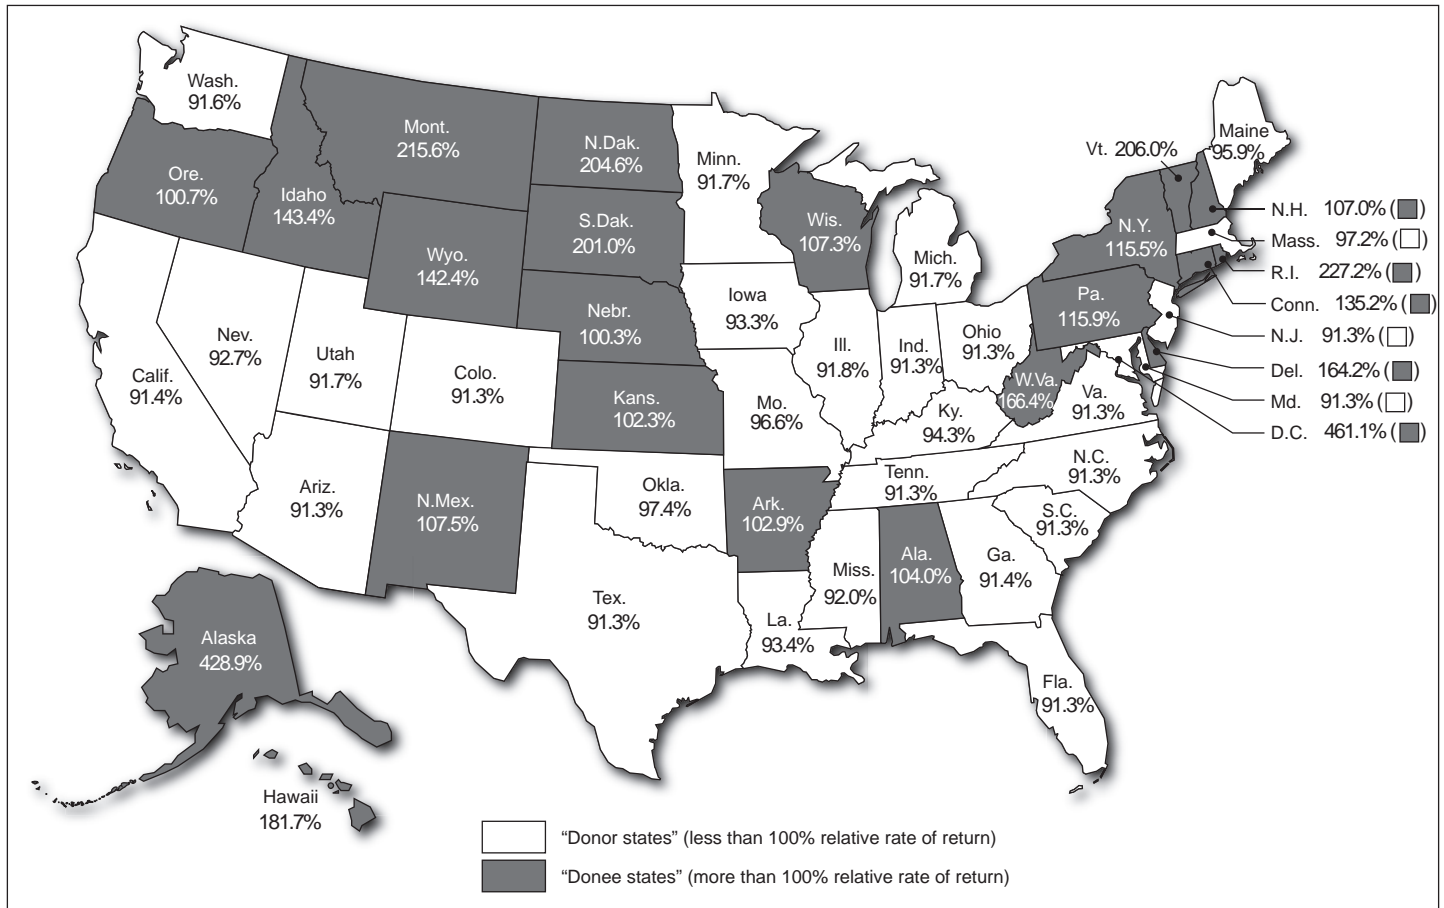 Wash.
91.6%
Ore.
100.7%
Idaho
143.4%
Mont.
215.6%
N.Dak.
204.6%
S.Dak.
201.0%
Wyo.
142.4%
Nebr.
100.3%
Minn.
91.7%
Wis.
107.3%
Mich.
91.7%
Iowa
93.3%
Calif.
91.4%
Nev.
92.7%
Utah
91.7%
Colo.
91.3%
Kans.
102.3%
Mo.
96.6%
Ill.
91.8%
Ind.
91.3%
Ohio
91.3%
Ky.
94.3%
W.Va.
166.4%
Va.
91.3%
Pa.
115.9%
N.Y.
115.5%
Vt. 206.0%
Maine
95.9%
N.H. 107.0% ( )
Mass. 97.2% ( )
R.I. 227.2% ( )
Conn. 135.2% ( )
N.J. 91.3% ( )
Del. 164.2% ( )
Md. 91.3% ( )
D.C. 461.1% ( )
Ariz.
91.3%
N.Mex.
107.5%
Okla.
97.4%
Ark.
102.9%
Tenn.
91.3%
N.C.
91.3%
S.C.
91.3%
Tex.
91.3%
La.
93.4%
Miss.
92.0%
Ala.
104.0%
Ga.
91.4%
Fla.
91.3%
Alaska
428.9%
Hawaii
181.7%
“Donor states” (less than 100% relative rate of return)
“Donee states” (more than 100% relative rate of return)